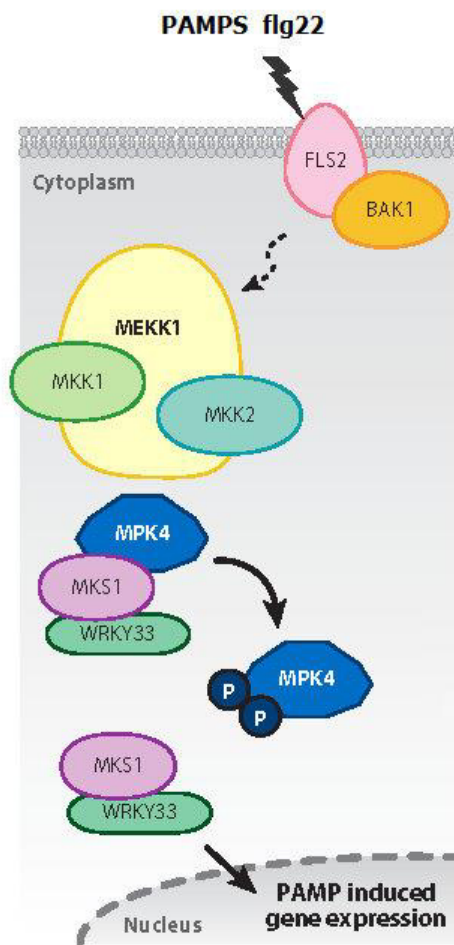 PAMPS flg22
FLS2
Cytoplasm
BAK1
MEKK1
MKK1
MKK2
MPK4
MKS1
WRKY33
MPK4
P
P
MKS1
WRKY33
PAMP induced
gene expression
Nucleus